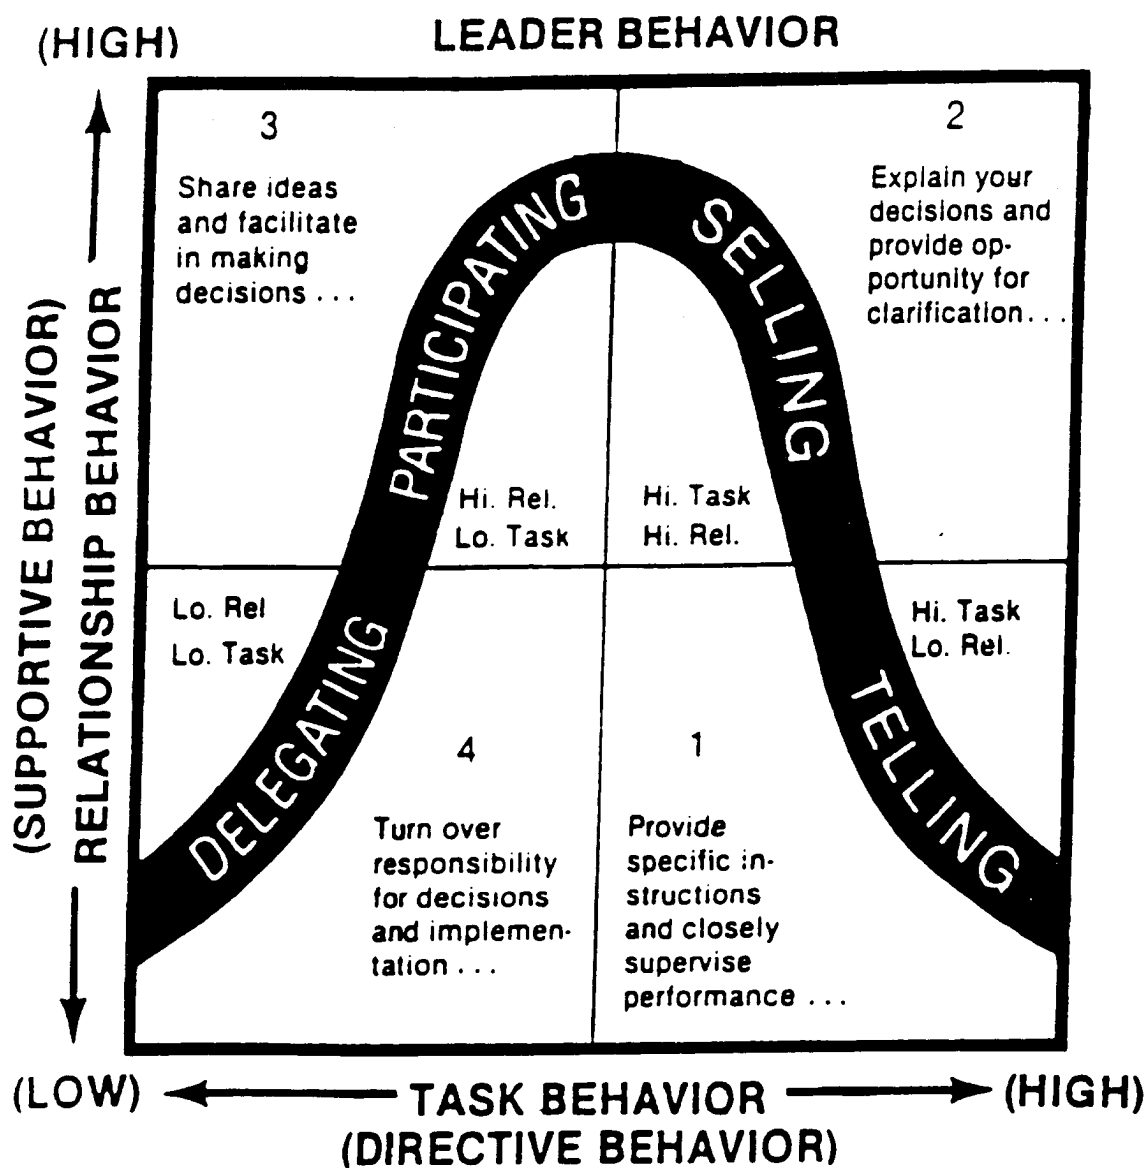 (HIGH)
LEADER BEHAVIOR
3
Share ideas
and facilitate
in making
decisions . . .
2
Explain your
decisions and
provide op-
portunity for
clarification . . .
PARTICIPATING
SELLING
Hi. Rel.
Lo. Task
Hi. Task
Hi. Rel.
(SUPPORTIVE BEHAVIOR)
RELATIONSHIP BEHAVIOR
Lo. Rel
Lo. Task
Hi. Task
Lo. Rel.
DELEGATING
TELLING
4
Turn over
responsibility
for decisions
and implemen-
tation . . .
1
Provide
specific in-
structions
and closely
supervise
performance . . .
(LOW)
TASK BEHAVIOR
(HIGH)
(DIRECTIVE BEHAVIOR)